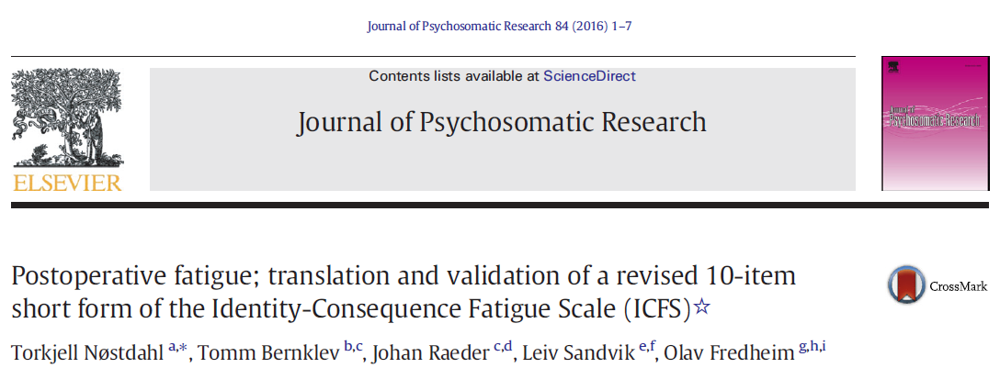 Journal of Psychosomatic Research 84 (2016) 1–7
Contents lists available at ScienceDirect
Journal of Psychosomatic Research
ELSEVIER
Journal of
Psychosomatic Research
Postoperative fatigue; translation and validation of a revised 10-item
short form of the Identity-Consequence Fatigue Scale (ICFS)☆
CrossMark
Torkjell Nøstdahl a,*, Tomm Bernklev b,c, Johan Raeder c,d, Leiv Sandvik e,f, Olav Fredheim g,h,i